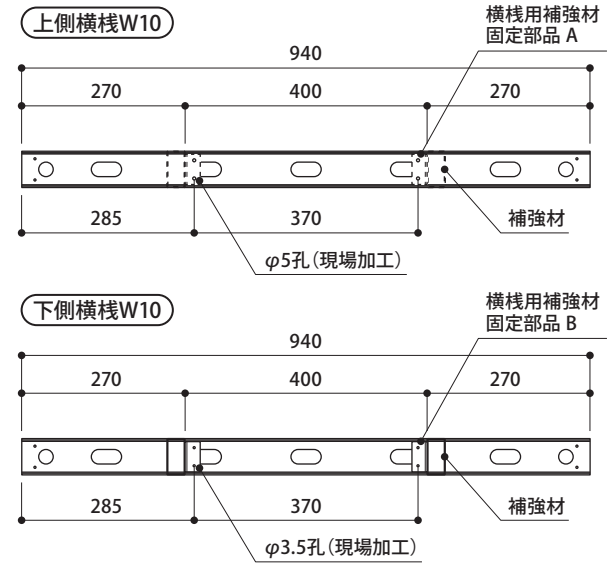 上側横桟W10
横桟用補強材
固定部品 A
940
270
400
270
285
370
補強材
φ5孔（現場加工）
下側横桟W10
横桟用補強材
固定部品 B
940
270
400
270
285
370
補強材
φ3.5孔（現場加工）